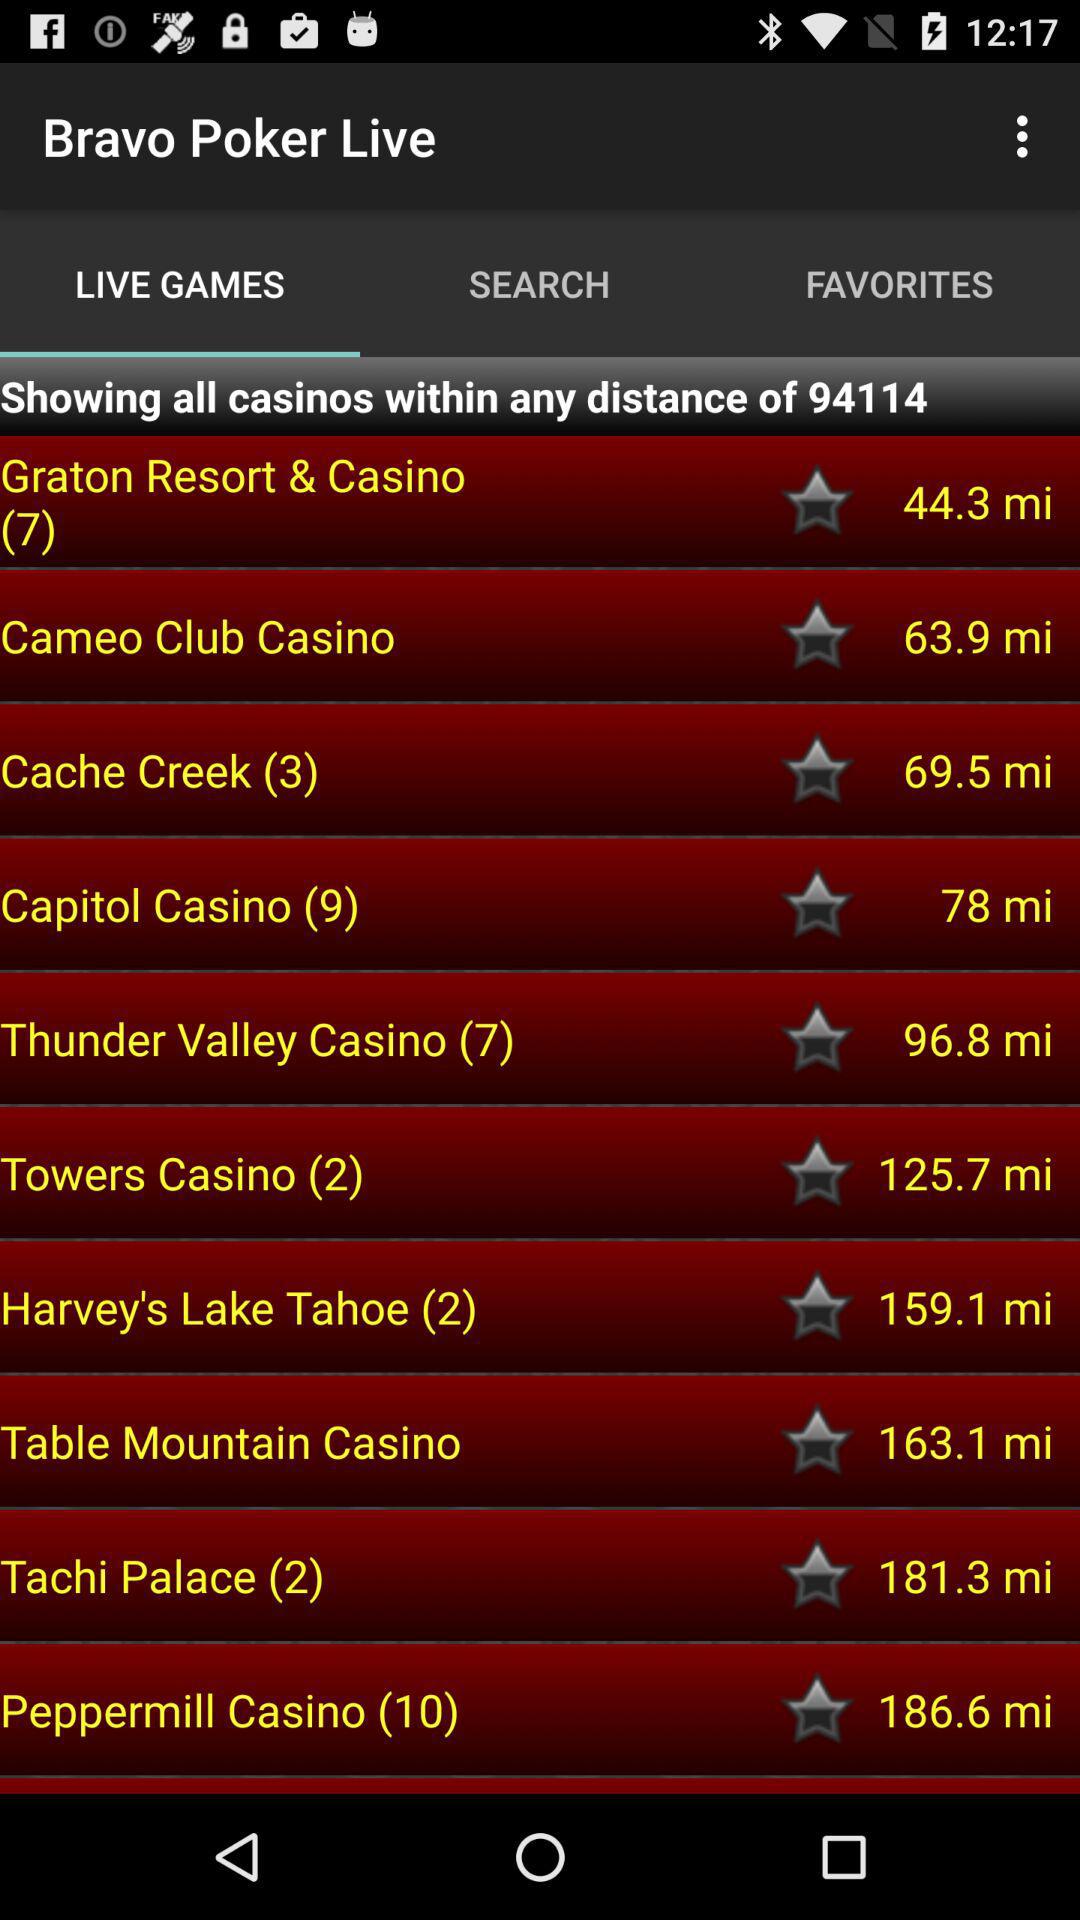 FAKE
12:17
Bravo Poker Live
LIVE GAMES
SEARCH
FAVORITES
Showing all casinos within any distance of 94114
Graton Resort & Casino
(7)
44.3 mi
Cameo Club Casino
63.9 mi
Cache Creek (3)
69.5 mi
Capitol Casino (9)
78 mi
Thunder Valley Casino (7)
96.8 mi
Towers Casino (2)
125.7 mi
Harvey's Lake Tahoe (2)
159.1 mi
Table Mountain Casino
163.1 mi
Tachi Palace (2)
181.3 mi
Peppermill Casino (10)
186.6 mi